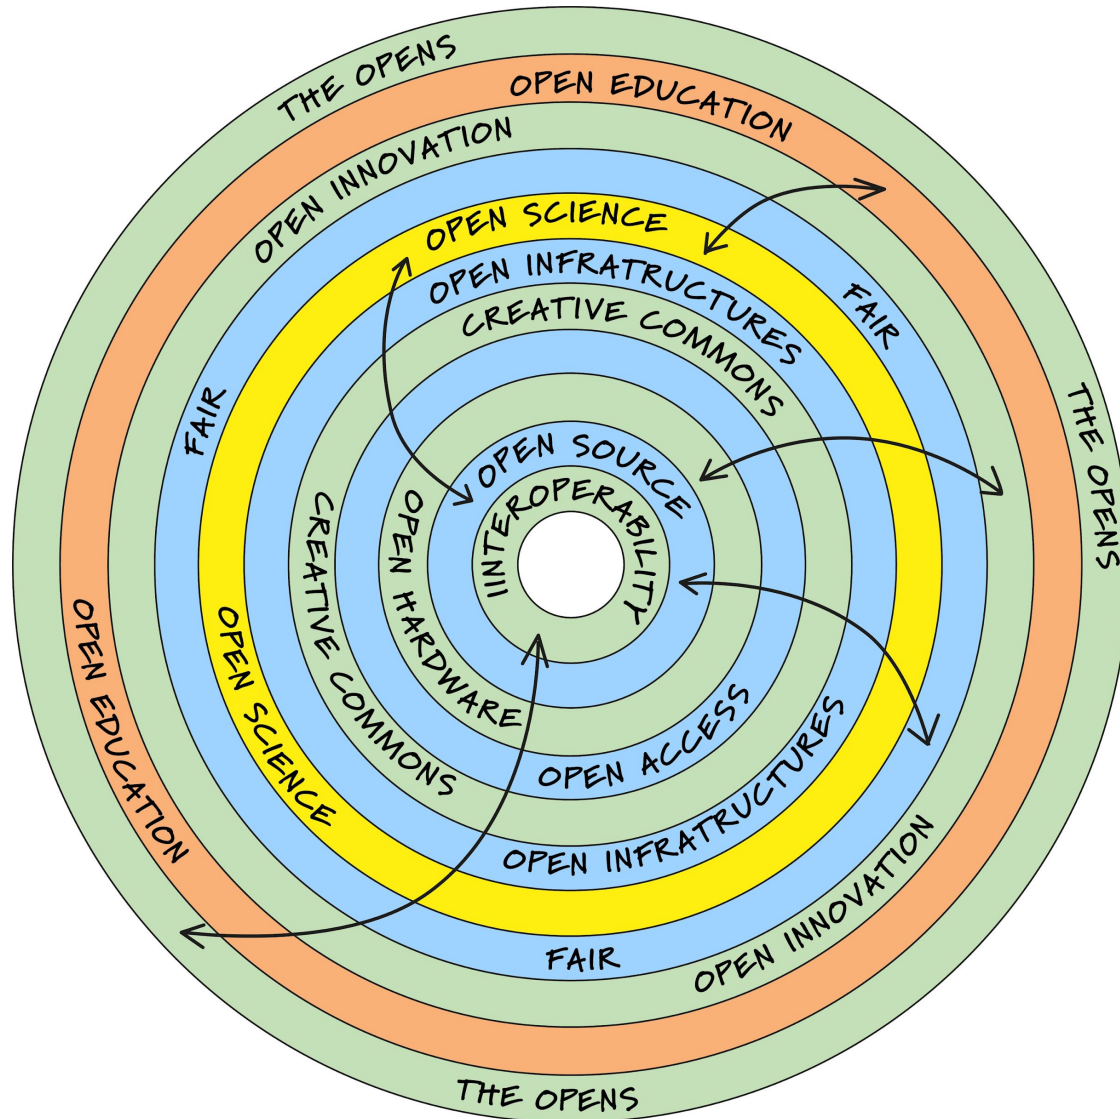 THE OPENS
OPEN EDUCATION
OPEN INNOVATION
OPEN SCIENCE
OPEN INFRATRUCTURES
FAIR
CREATIVE COMMONS
FAIR
THE OPENS
OPEN SOURCE
IINTEROPERABILITY
OPEN HARDWARE
CREATIVE COMMONS
OPEN EDUCATION
OPEN SCIENCE
OPEN ACCESS
OPEN INFRATRUCTURES
OPEN INNOVATION
FAIR
THE OPENS